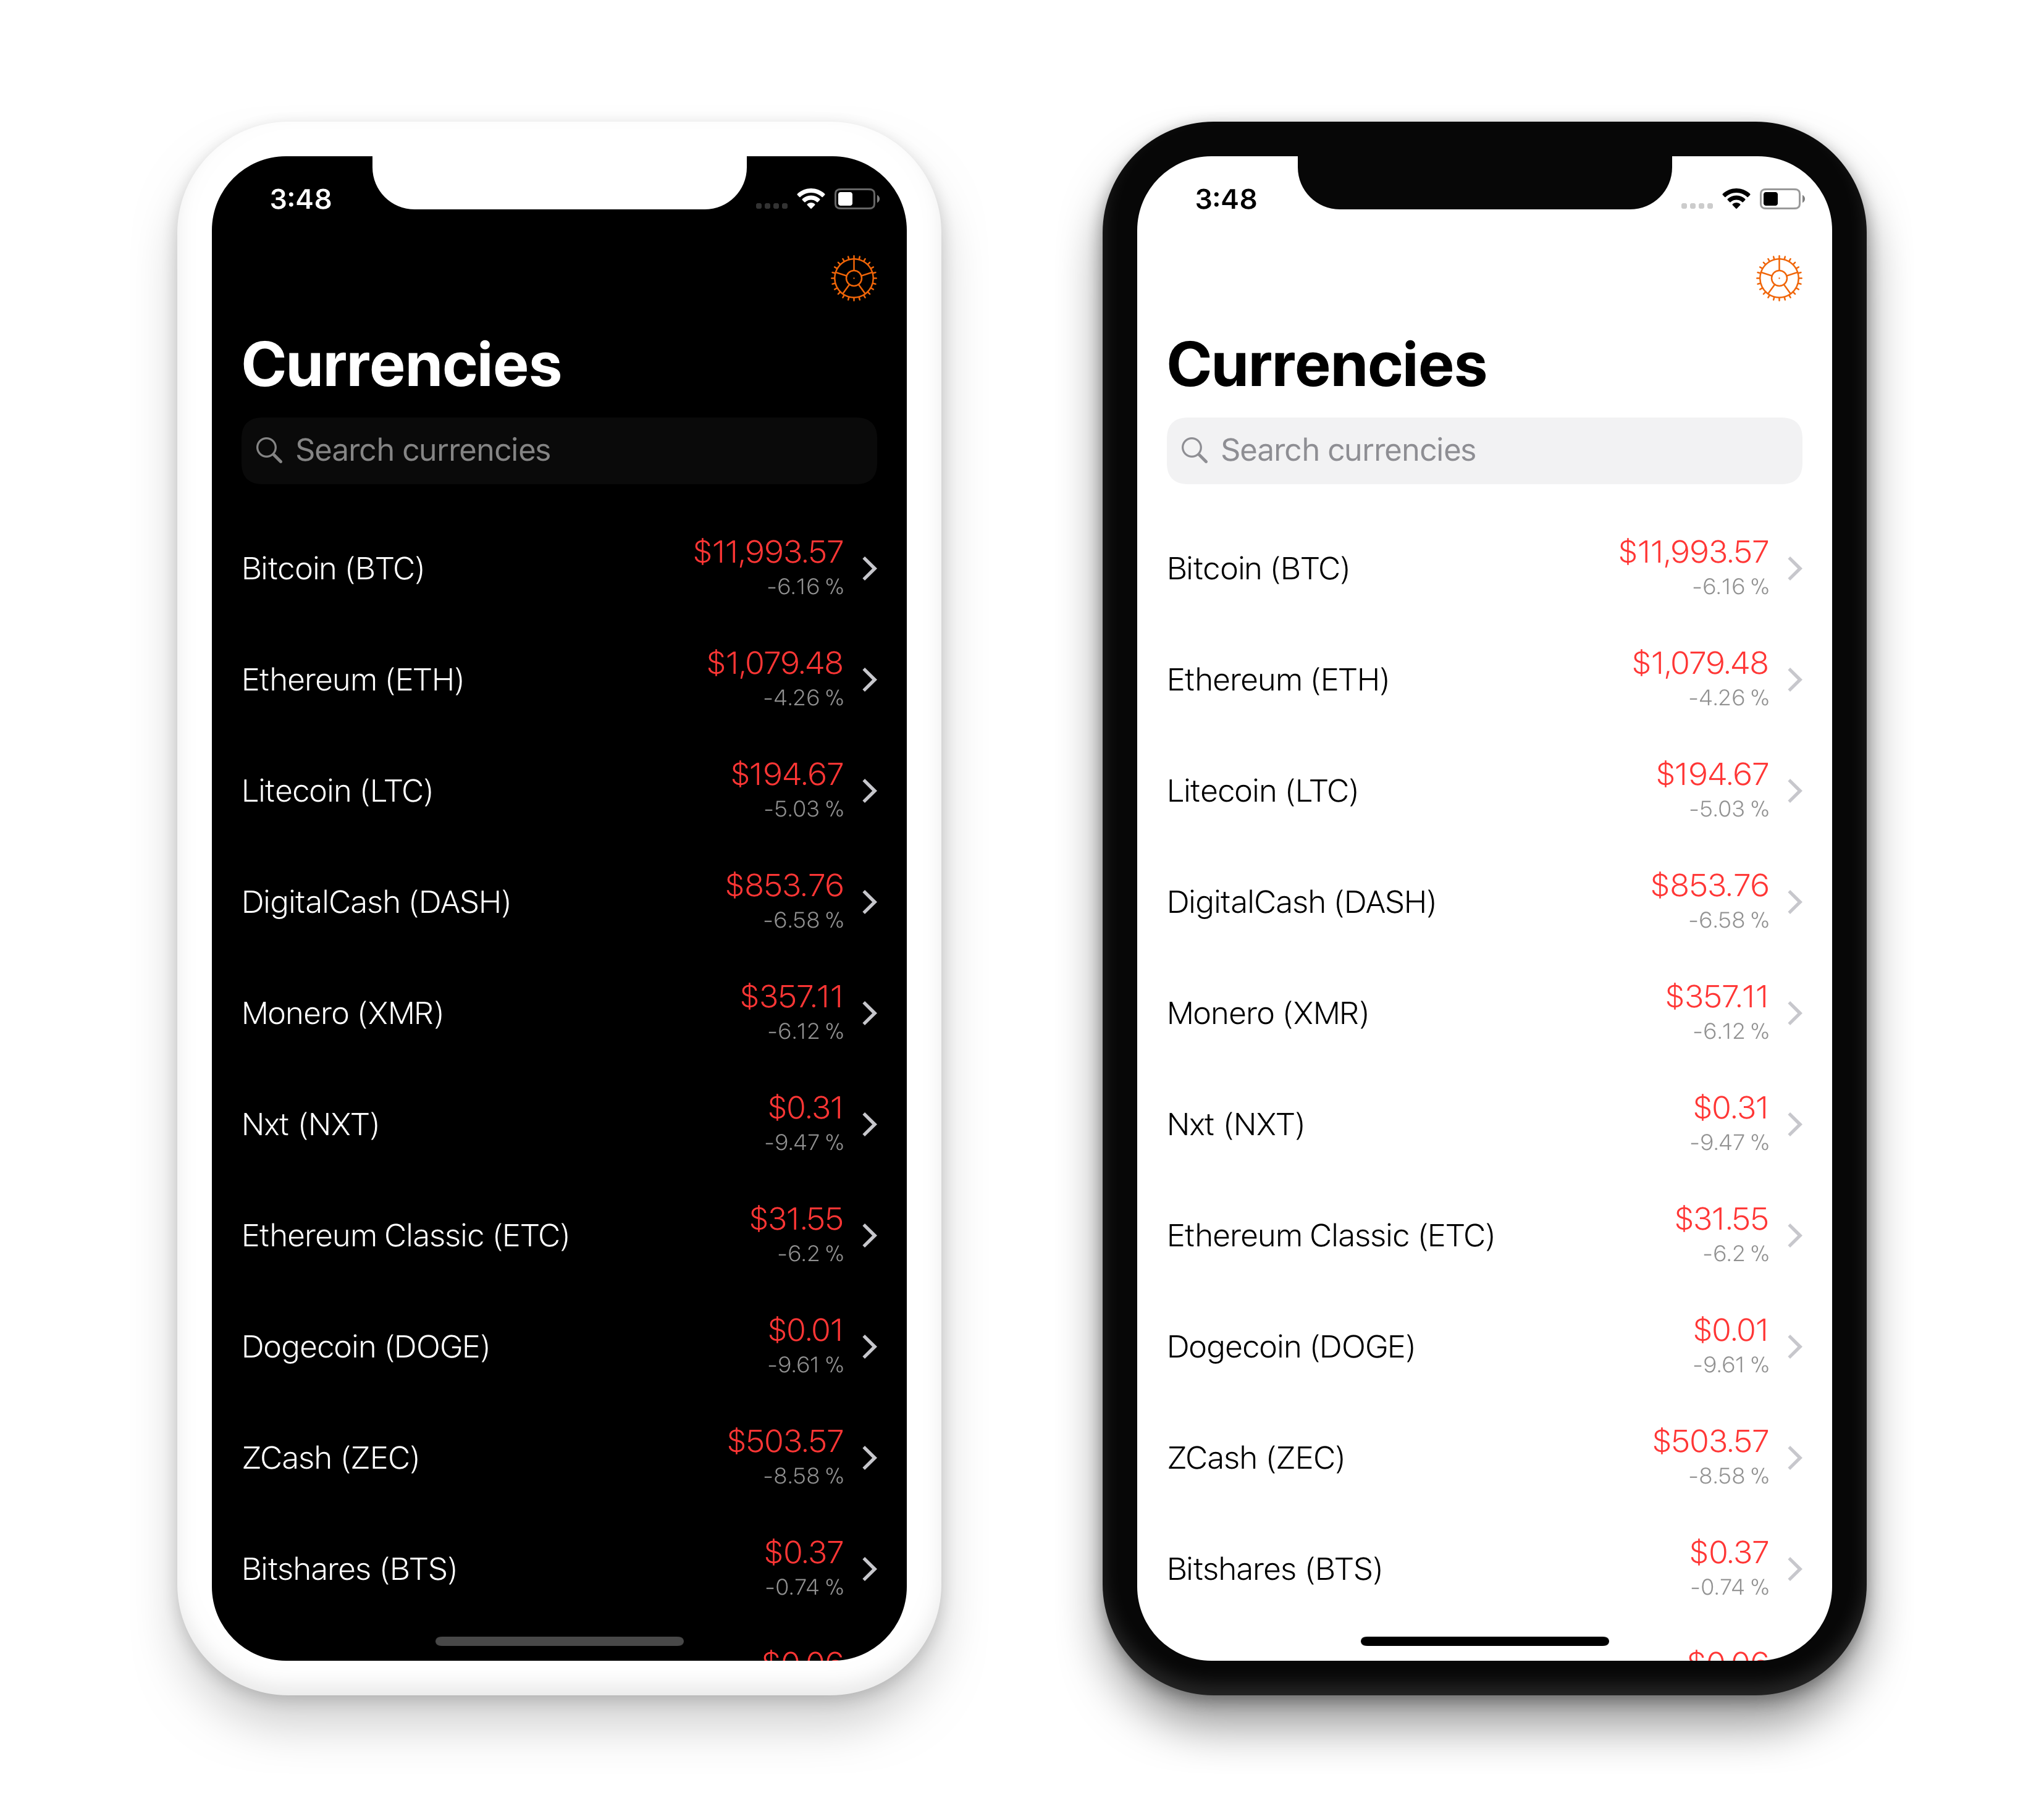 3:48
Currencies
Search currencies
Bitcoin (BTC)
$11,993.57
-6.16 %
Ethereum (ETH)
$1,079.48
-4.26 %
Litecoin (LTC)
$194.67
-5.03 %
DigitalCash (DASH)
$853.76
-6.58 %
Monero (XMR)
$357.11
-6.12 %
Nxt (NXT)
$0.31
-9.47 %
Ethereum Classic (ETC)
$31.55
-6.2 %
Dogecoin (DOGE)
$0.01
-9.61 %
ZCash (ZEC)
$503.57
-8.58 %
Bitshares (BTS)
$0.37
-0.74 %
3:48
Currencies
Search currencies
Bitcoin (BTC)
$11,993.57
-6.16 %
Ethereum (ETH)
$1,079.48
-4.26 %
Litecoin (LTC)
$194.67
-5.03 %
DigitalCash (DASH)
$853.76
-6.58 %
Monero (XMR)
$357.11
-6.12 %
Nxt (NXT)
$0.31
-9.47 %
Ethereum Classic (ETC)
$31.55
-6.2 %
Dogecoin (DOGE)
$0.01
-9.61 %
ZCash (ZEC)
$503.57
-8.58 %
Bitshares (BTS)
$0.37
-0.74 %